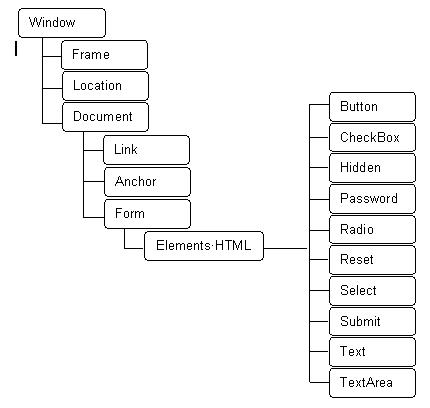 Window
Frame
Location
Document
Link
Anchor
Form
Elements·HTML
Button
CheckBox
Hidden
Password
Radio
Reset
Select
Submit
Text
TextArea